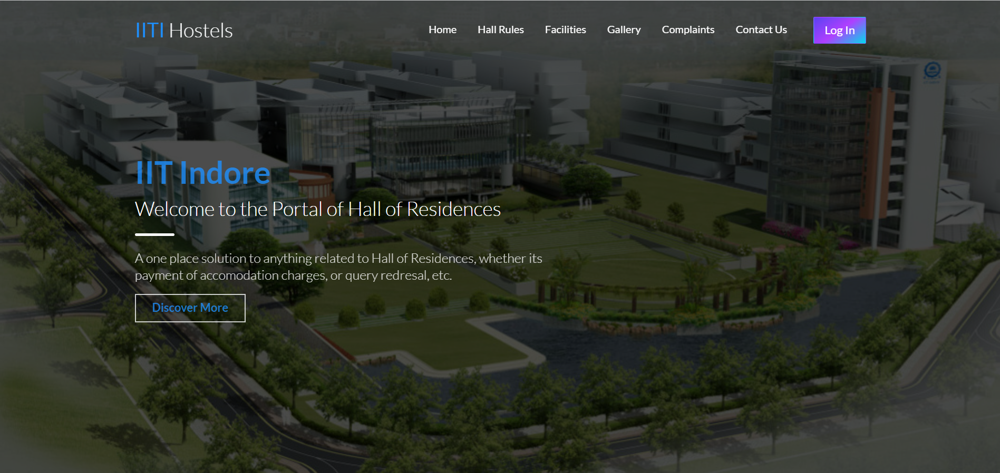 IITI Hostels
Home Hall Rules Facilities Gallery Complaints Contact Us Log In
IIT Indore
Welcome to the Portal of Hall of Residences
A one place solution to anything related to Hall of Residences, whether its
payment of accomodation charges, or query redresal, etc.
Discover More